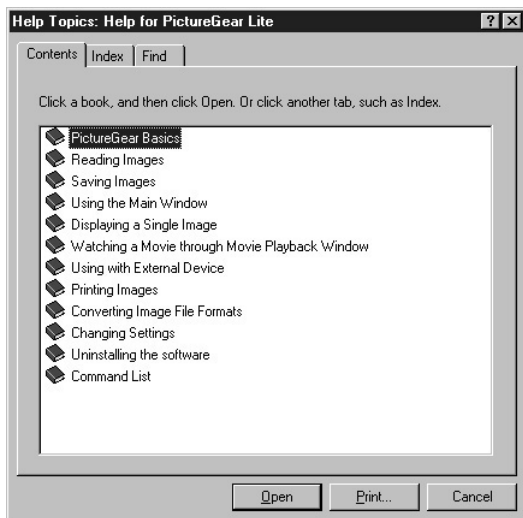 Help Topics: Help for PictureGear Lite
Contents Index Find
Click a book, and then click Open. Or click another tab, such as Index.
PictureGear Basics
Reading Images
Saving Images
Using the Main Window
Displaying a Single Image
Watching a Movie through Movie Playback Window
Using with External Device
Printing Images
Converting Image File Formats
Changing Settings
Uninstalling the software
Command List
Open Print... Cancel